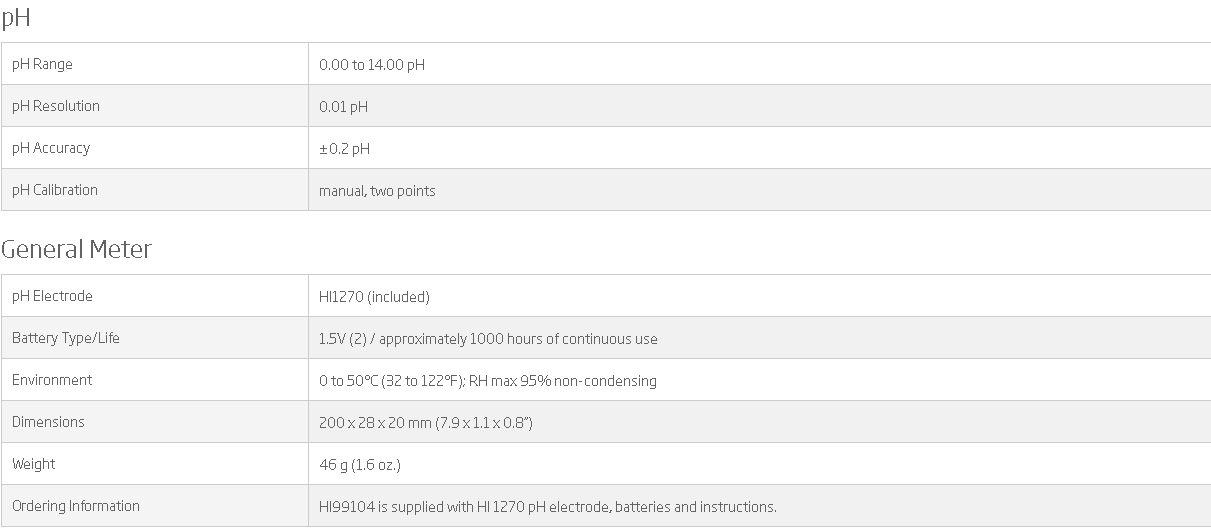 pH
pH Range 0.00 to 14.00 pH
pH Resolution 0.01 pH
pH Accuracy ±0.2 pH
pH Calibration manual, two points
General Meter
pH Electrode HI1270 (included)
Battery Type/Life 1.5V (2) / approximately 1000 hours of continuous use
Environment 0 to 50°C (32 to 122°F); RH max 95% non-condensing
Dimensions 200 x 28 x 20 mm (7.9 x 1.1 x 0.8”)
Weight 46 g (1.6 oz.)
Ordering Information HI99104 is supplied with HI 1270 pH electrode, batteries and instructions.